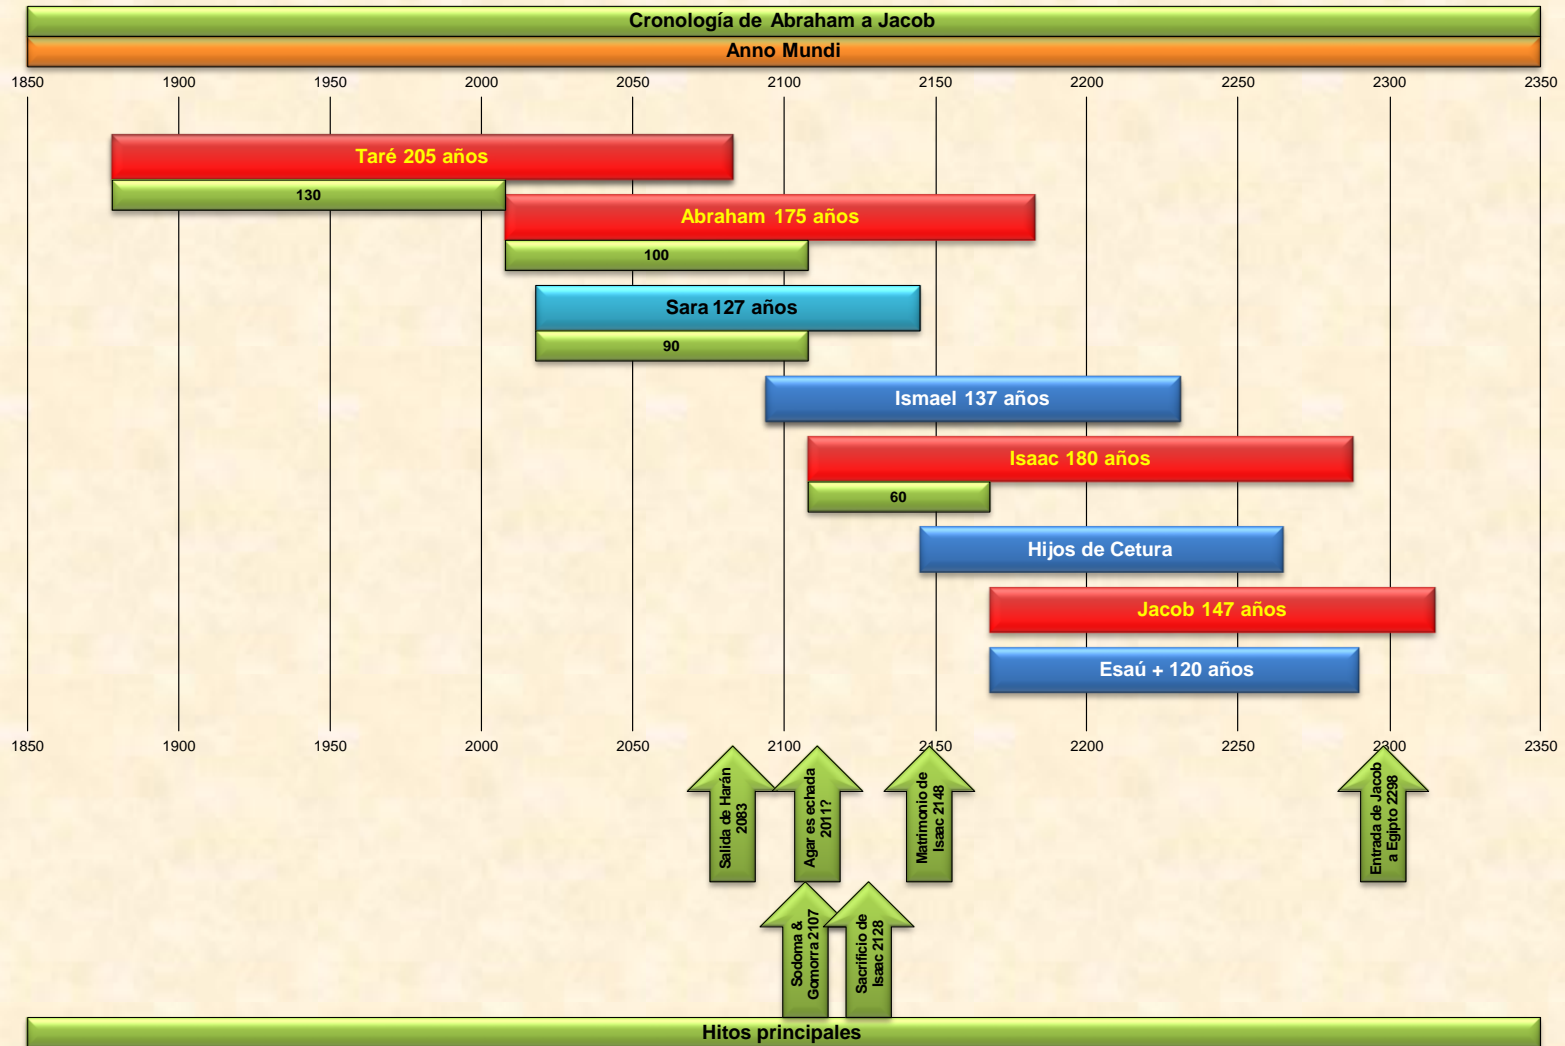 Cronología de Abraham a Jacob
Anno Mundi
1850 1900 1950 2000 2050 2100 2150 2200 2250 2300 2350
Taré 205 años
130
Abraham 175 años
100
Sara 127 años
90
Ismael 137 años
Isaac 180 años
60
Hijos de Cetura
Jacob 147 años
Esaú + 120 años
1850 1900 1950 2000 2050 2100 2150 2200 2250 2300 2350
Salida de Harán
2083
Agar es echada
2011?
Matrimonio de
Isaac 2148
Entrada de Jacob
a Egipto 2298
Sodoma &
Gomorra 2107
Sacrificio de
Isaac 2128
Hitos principales